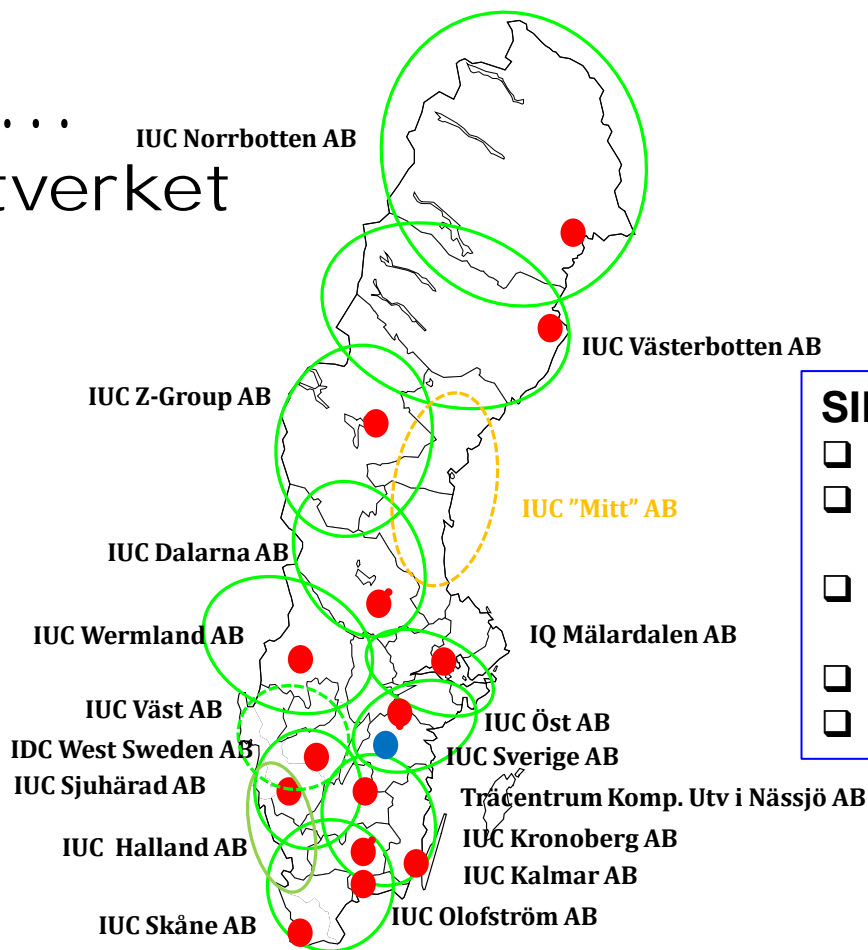 ...
tverket
IUC Norrbotten AB
IUC Västerbotten AB
IUC Z-Group AB
IUC ”Mitt” AB
IUC Dalarna AB
IUC Wermland AB
IQ Mälardalen AB
IUC Väst AB
IUC Öst AB
IDC West Sweden AB
IUC Sverige AB
IUC Sjuhärad AB
Träcentrum Komp. Utv i Nässjö AB
IUC Kronoberg AB
IUC Halland AB
IUC Kalmar AB
IUC Skåne AB
IUC Olofström AB